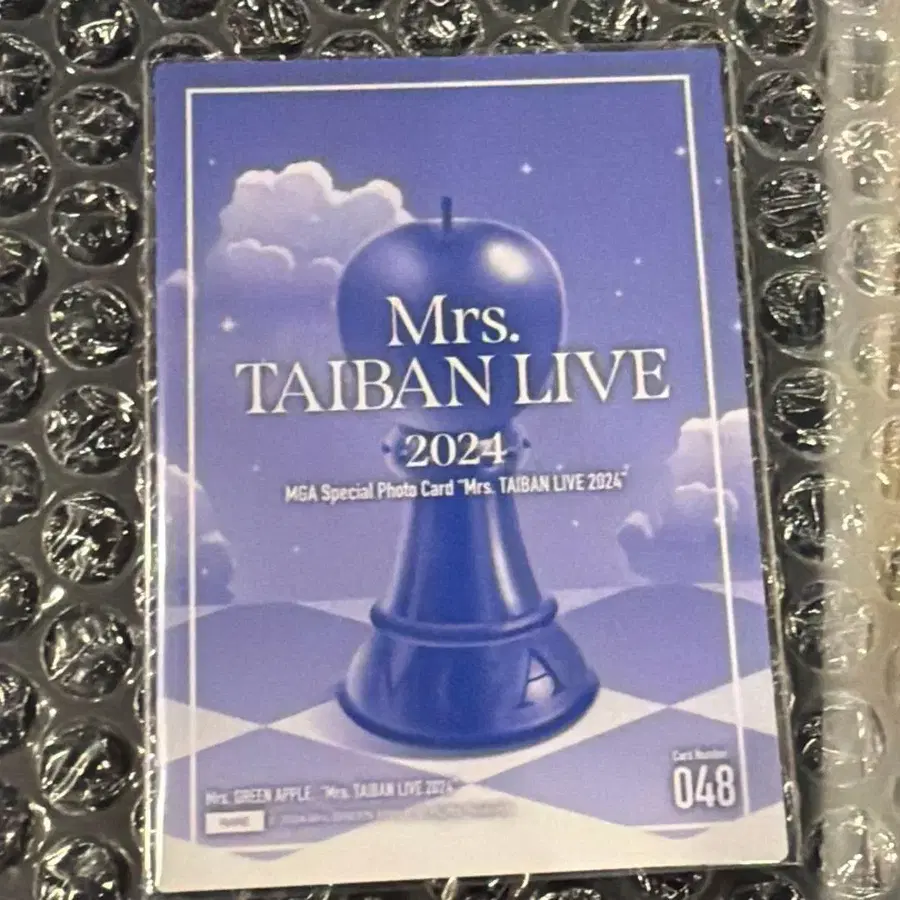 Mrs.
TAIBAN LIVE
2024
MGA Special Photo Card "Mrs. TAIBAN LIVE 2024"
A
Card Number
048
Mrs. GREEN APPLE "Mrs. TAIBAN LIVE 2024"